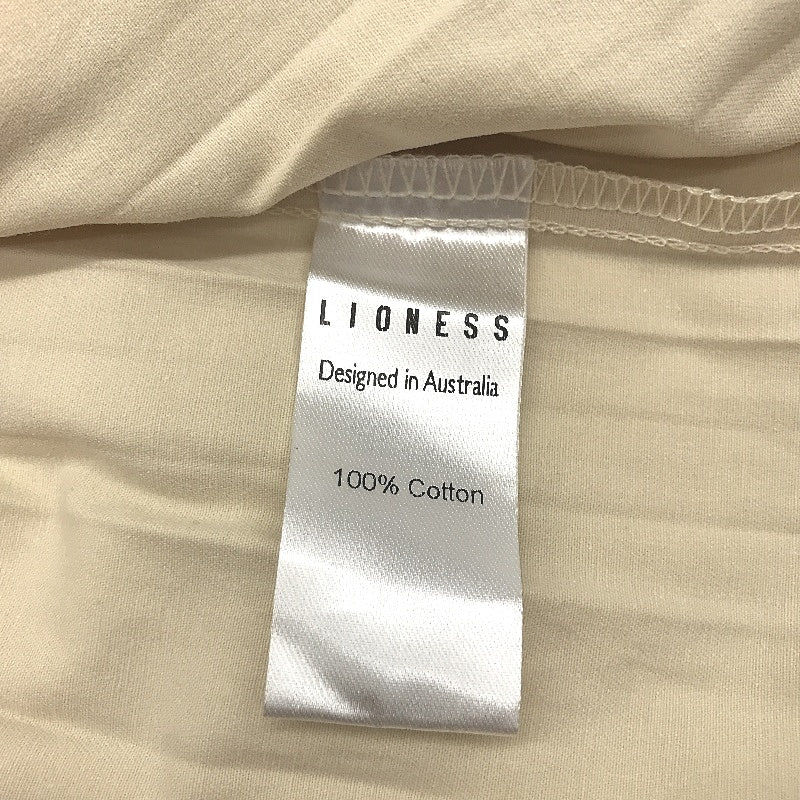 LIONESS
Designed in Australia
100% Cotton